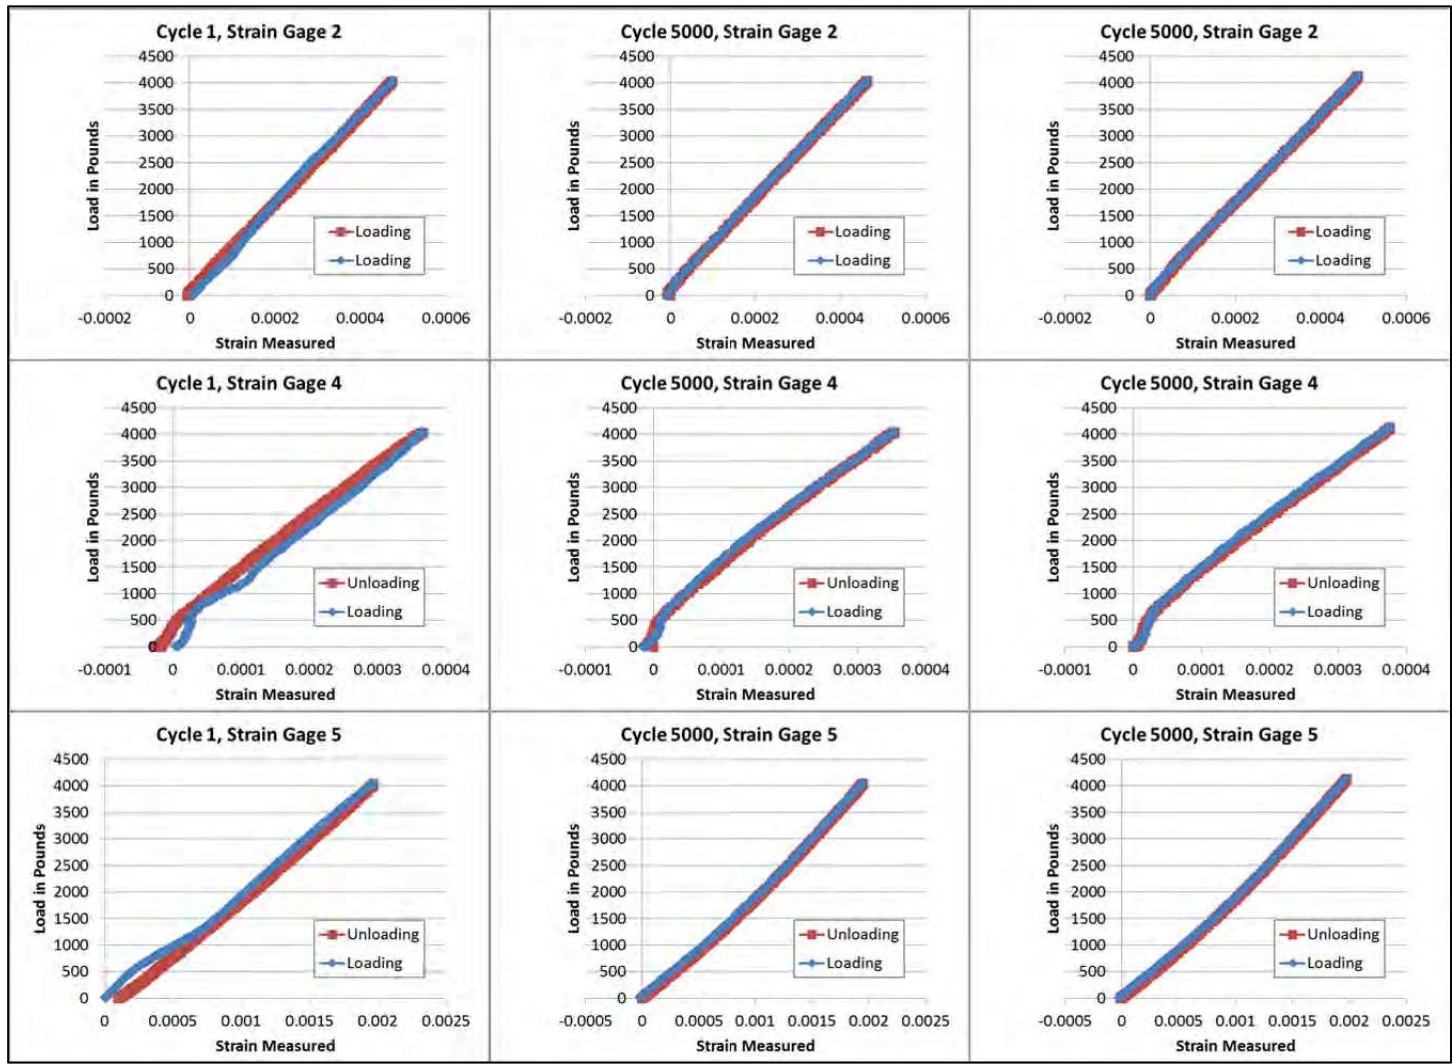 Cycle 1, Strain Gage 2
4500
4000
3500
3000
2500
2000
1500
1000
500
0
Load in Pounds
Loading
Loading
-0.0002 0 0.0002 0.0004 0.0006
Strain Measured
Cycle 5000, Strain Gage 2
4500
4000
3500
3000
2500
2000
1500
1000
500
0
Load in Pounds
Loading
Loading
-0.0002 0 0.0002 0.0004 0.0006
Strain Measured
Cycle 5000, Strain Gage 2
4500
4000
3500
3000
2500
2000
1500
1000
500
0
Load in Pounds
Loading
Loading
-0.0002 0 0.0002 0.0004 0.0006
Strain Measured
Cycle 1, Strain Gage 4
4500
4000
3500
3000
2500
2000
1500
1000
500
0
Load in Pounds
Unloading
Loading
-0.0001 0 0.0001 0.0002 0.0003 0.0004
Strain Measured
Cycle 5000, Strain Gage 4
4500
4000
3500
3000
2500
2000
1500
1000
500
0
Load in Pounds
Unloading
Loading
-0.0001 0 0.0001 0.0002 0.0003 0.0004
Strain Measured
Cycle 5000, Strain Gage 4
4500
4000
3500
3000
2500
2000
1500
1000
500
0
Load in Pounds
Unloading
Loading
-0.0001 0 0.0001 0.0002 0.0003 0.0004
Strain Measured
Cycle 1, Strain Gage 5
4500
4000
3500
3000
2500
2000
1500
1000
500
0
Load in Pounds
Unloading
Loading
0 0.0005 0.001 0.0015 0.002 0.0025
Strain Measured
Cycle 5000, Strain Gage 5
4500
4000
3500
3000
2500
2000
1500
1000
500
0
Load in Pounds
Unloading
Loading
-0.0005 0 0.0005 0.001 0.0015 0.002 0.0025
Strain Measured
Cycle 5000, Strain Gage 5
4500
4000
3500
3000
2500
2000
1500
1000
500
0
Load in Pounds
Unloading
Loading
-0.0005 0 0.0005 0.001 0.0015 0.002 0.0025
Strain Measured